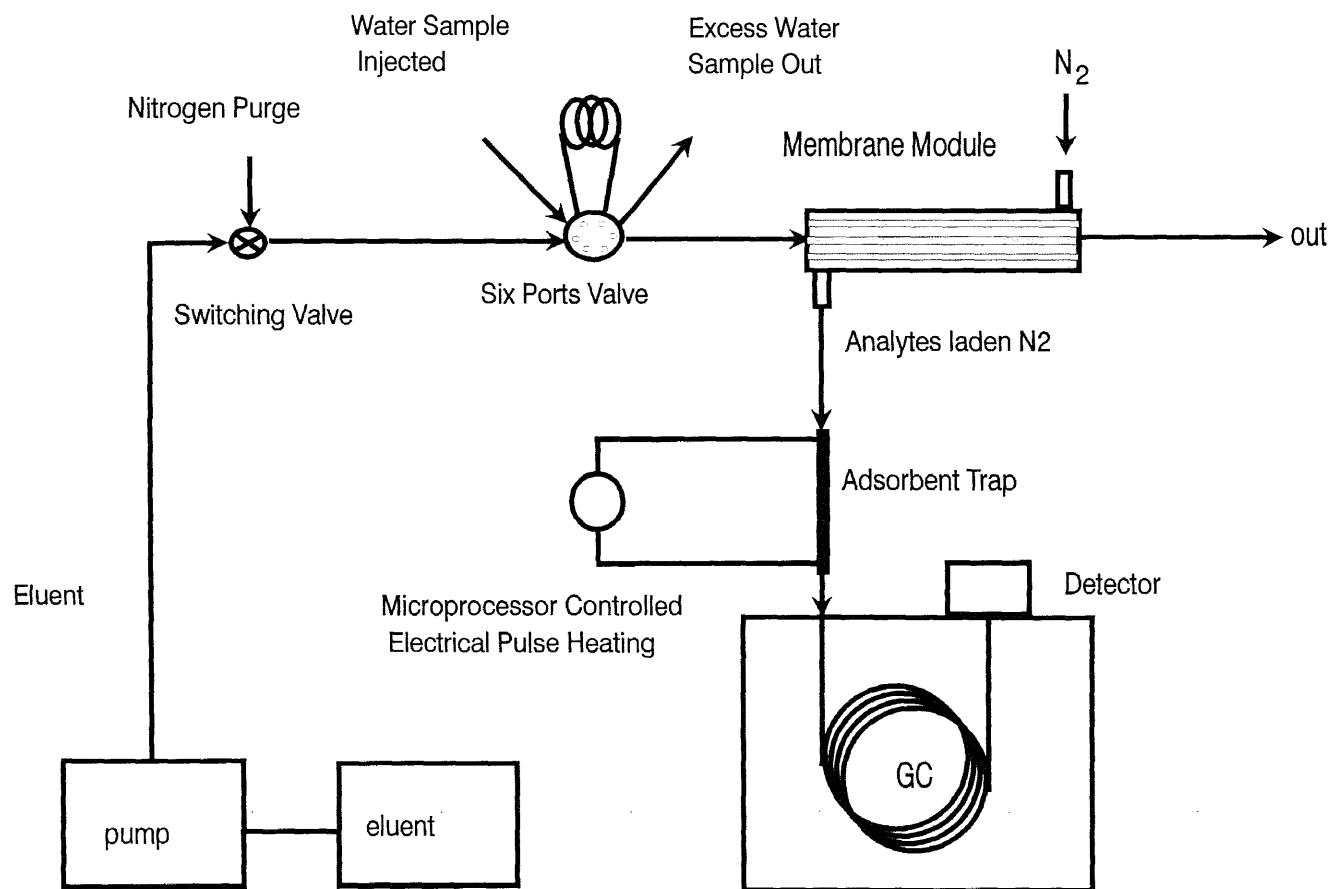 Water Sample
Injected
Excess Water
Sample Out
N2
Nitrogen Purge
Membrane Module
out
Switching Valve
Six Ports Valve
Analytes laden N2
Adsorbent Trap
Eluent
Microprocessor Controlled
Electrical Pulse Heating
Detector
GC
pump
eluent